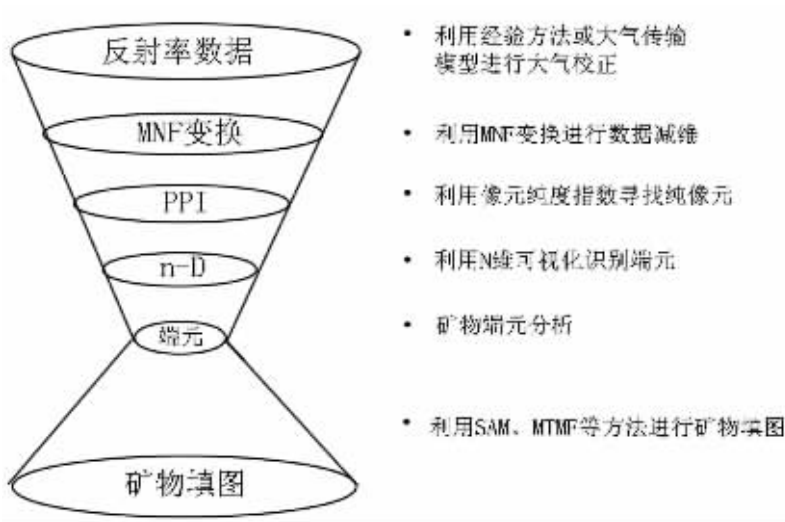 反射率数据
• 利用经验方法或大气传输
模型进行大气校正
MNF变换
• 利用MNF变换进行数据减维
PPI
• 利用像元纯度指数寻找纯像元
n-D
• 利用N维可视化识别端元
端元
• 矿物端元分析
• 利用SAM、MTMF等方法进行矿物填图
矿物填图